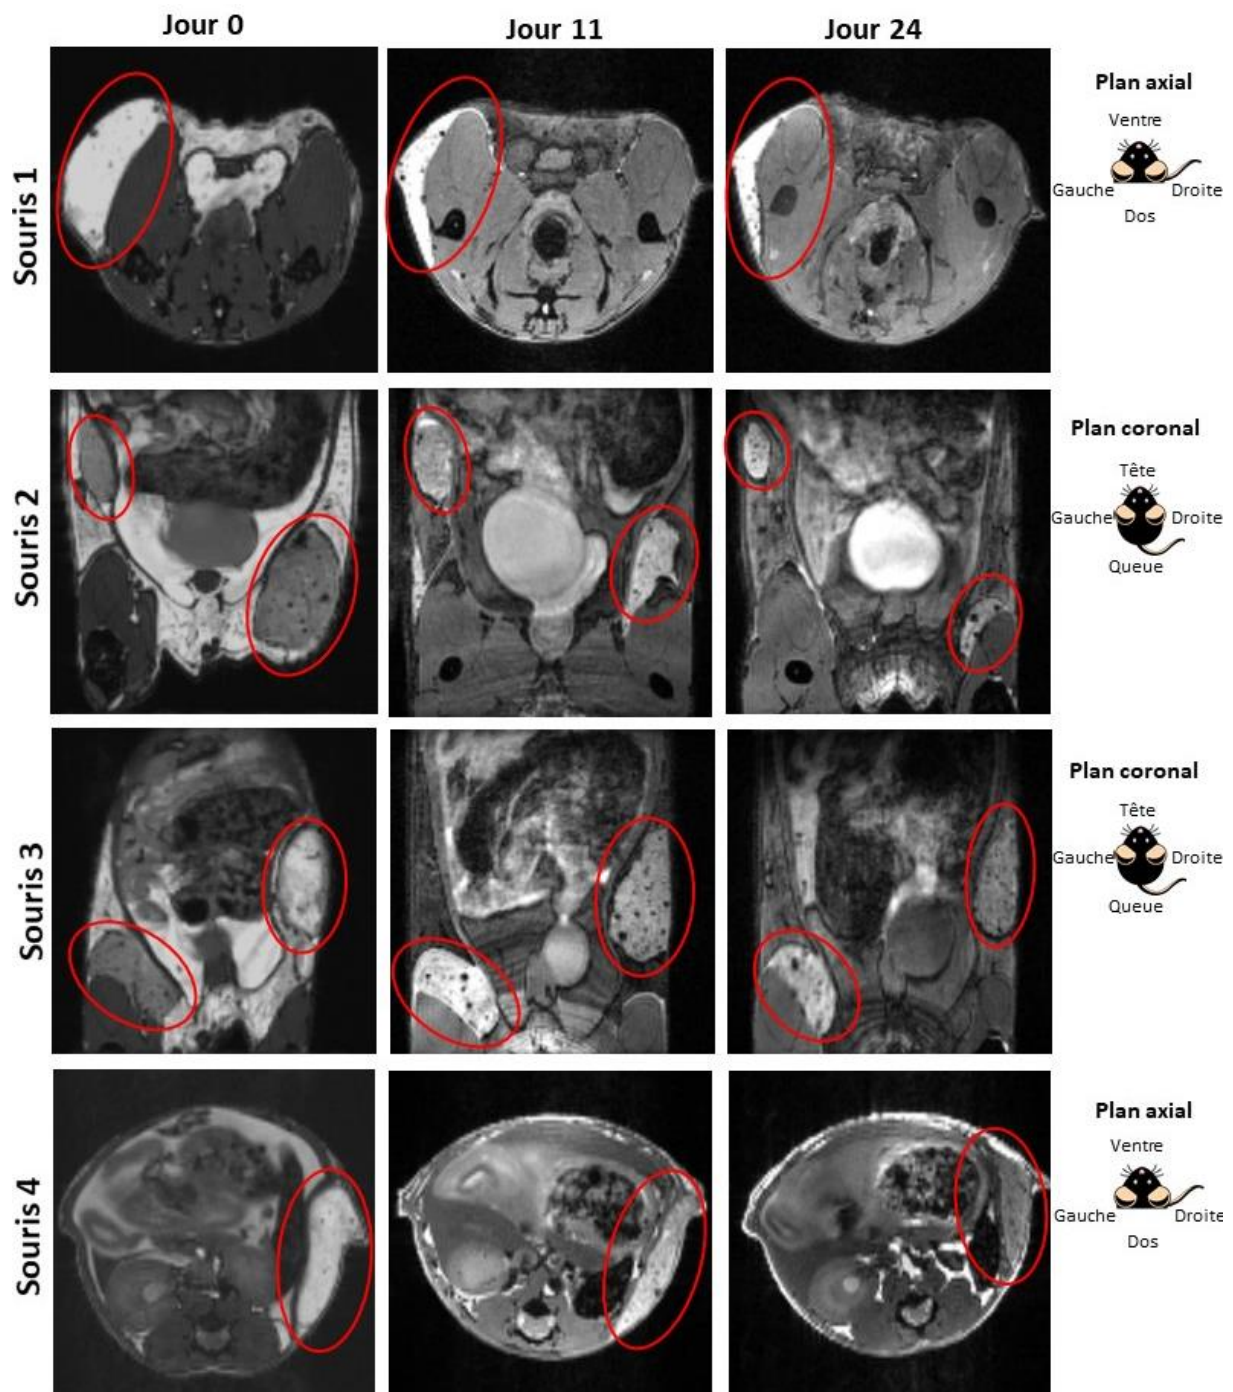 Jour 0
Jour 11
Jour 24
Souris 1
Plan axial
Ventre
Gauche
Droite
Dos
Souris 2
Plan coronal
Tête
Gauche
Droite
Queue
Souris 3
Plan coronal
Tête
Gauche
Droite
Queue
Souris 4
Plan axial
Ventre
Gauche
Droite
Dos